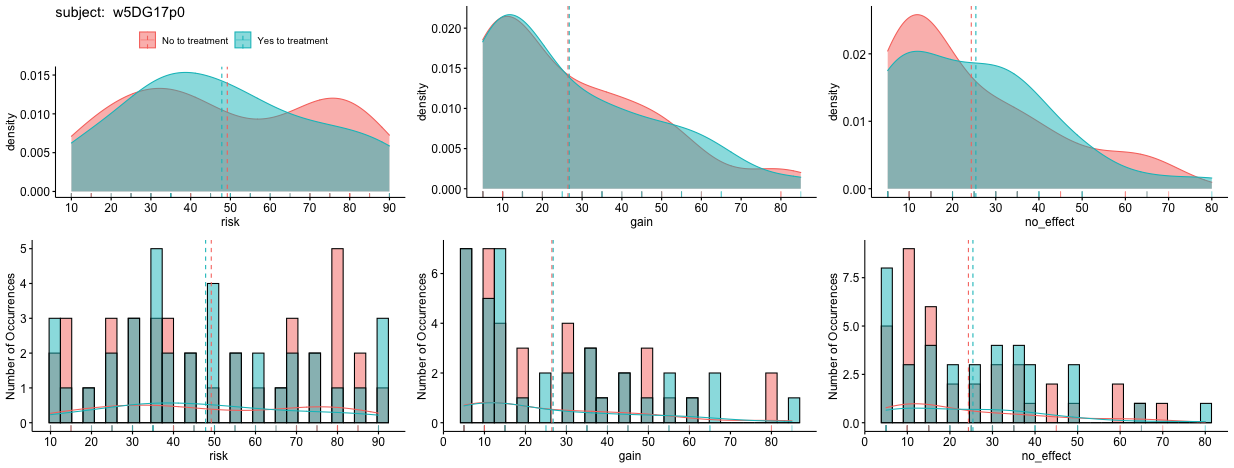 subject: w5DG17p0
No to treatment Yes to treatment
density
0.015
0.010
0.005
0.000
10 20 30 40 50 60 70 80 90
risk
density
0.020
0.015
0.010
0.005
0.000
10 20 30 40 50 60 70 80
gain
density
0.02
0.01
0.00
10 20 30 40 50 60 70 80
no_effect
Number of Occurrences
5
4
3
2
1
0
0 10 20 30 40 50 60 70 80 90
risk
Number of Occurrences
6
4
2
0
0 10 20 30 40 50 60 70 80
gain
Number of Occurrences
7.5
5.0
2.5
0.0
0 10 20 30 40 50 60 70 80
no_effect